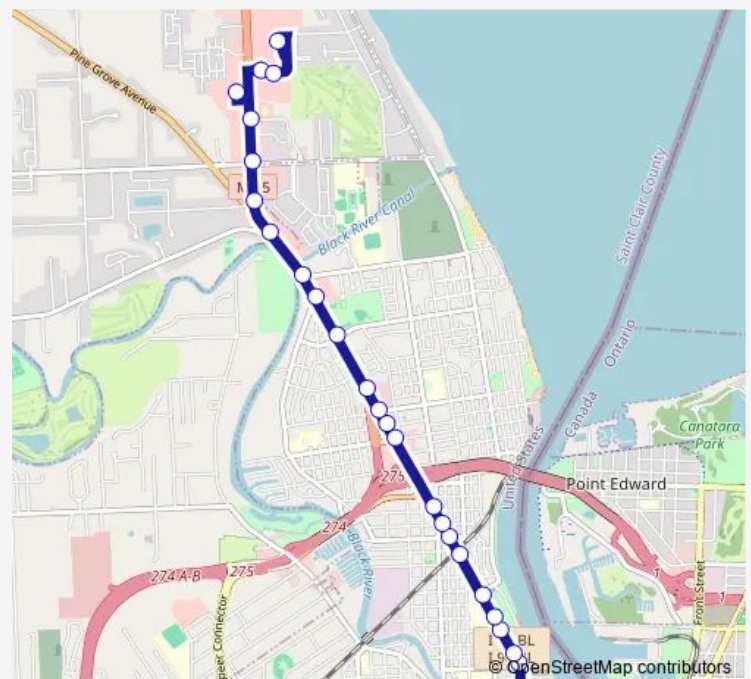 Pine Grove Avenue
Saint Clair County
Ontario
Black River Canal
Canada
United States
Canatara
Park
Point Edward
275
274
274 A-B
275
Black River
1
1
Front Street
© OpenStreetMap contributors